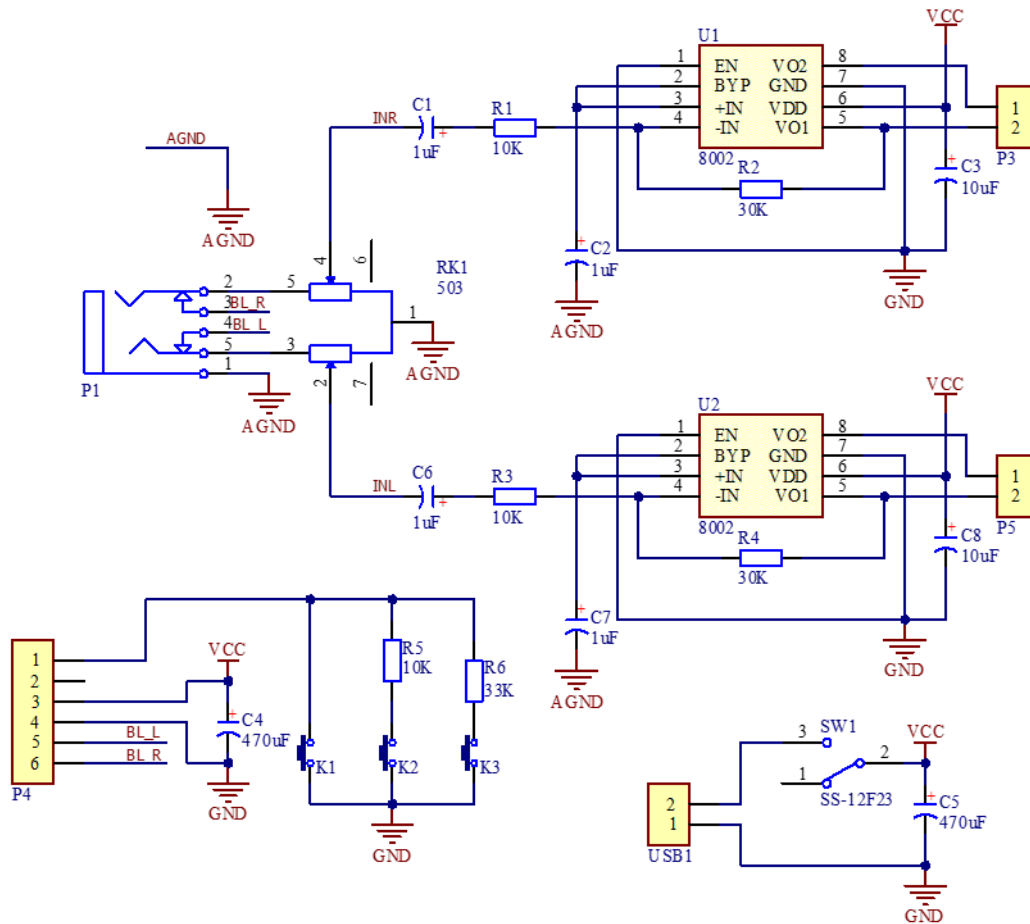 VCC
U1
1 EN VO2 8
2 BYP GND 7
3 +IN VDD 6
4 -IN VO1 5
8002
1
2
P3
INR
C1
+
1uF
R1
10K
R2
30K
+
C3
10uF
AGND
AGND
+
C2
1uF
AGND
GND
4
6
RK1
503
2
5
3
BL_R
4
BL_L
5
3
1
1
AGND
P1
AGND
2
7
VCC
U2
1 EN VO2 8
2 BYP GND 7
3 +IN VDD 6
4 -IN VO1 5
8002
1
2
P5
INL
C6
+
1uF
R3
10K
R4
30K
+
C8
10uF
+
C7
1uF
AGND
GND
1
2
3
4
5
6
P4
BL_L
BL_R
VCC
+
C4
470uF
GND
R5
10K
R6
33K
K1
K2
K3
GND
3
SW1
2
1
SS-12F23
VCC
+
C5
470uF
2
1
USB1
GND